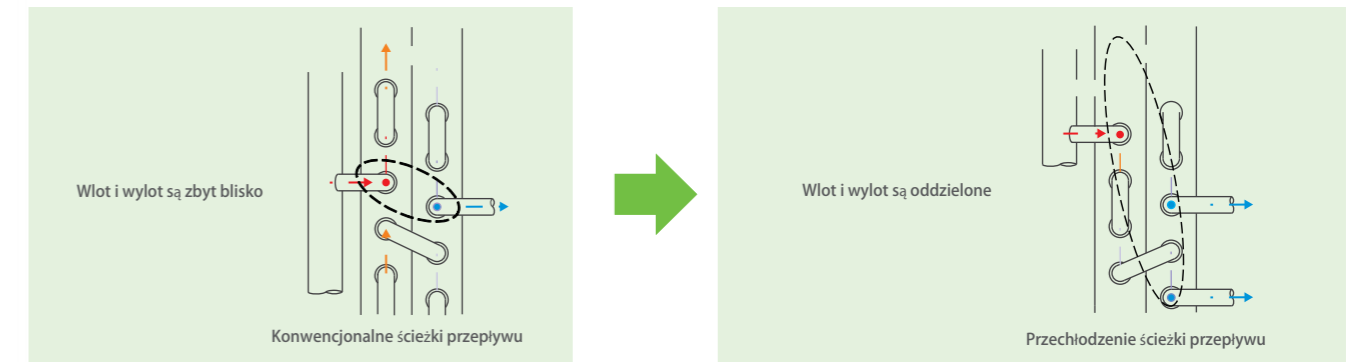 Wlot i wylot są zbyt blisko
Konwencjonalne ścieżki przepływu
Wlot i wylot są oddzielone
Przechłodzenie ścieżki przepływu